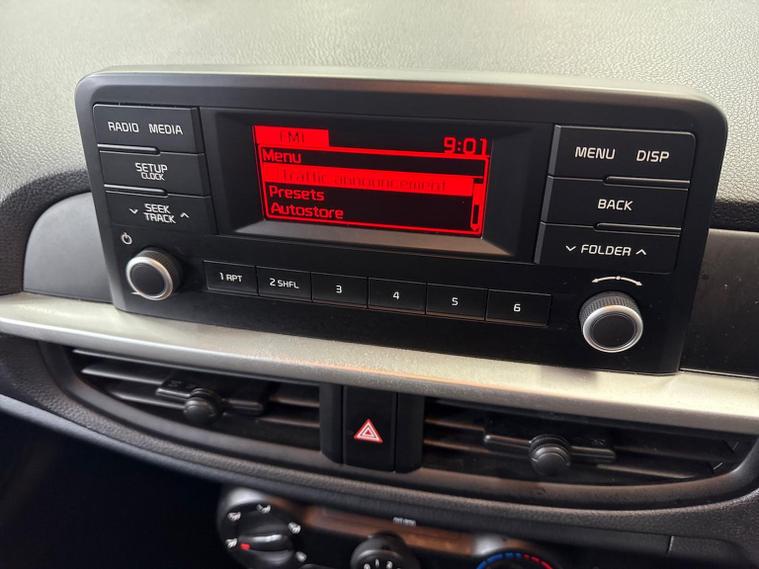 RADIO MEDIA
SETUP
CLOCK
SEEK
TRACK
FM1
9:01
Menu
Traffic announcement
Presets
Autostore
MENU DISP
BACK
FOLDER
1 RPT
2 SHFL
3
4
5
6